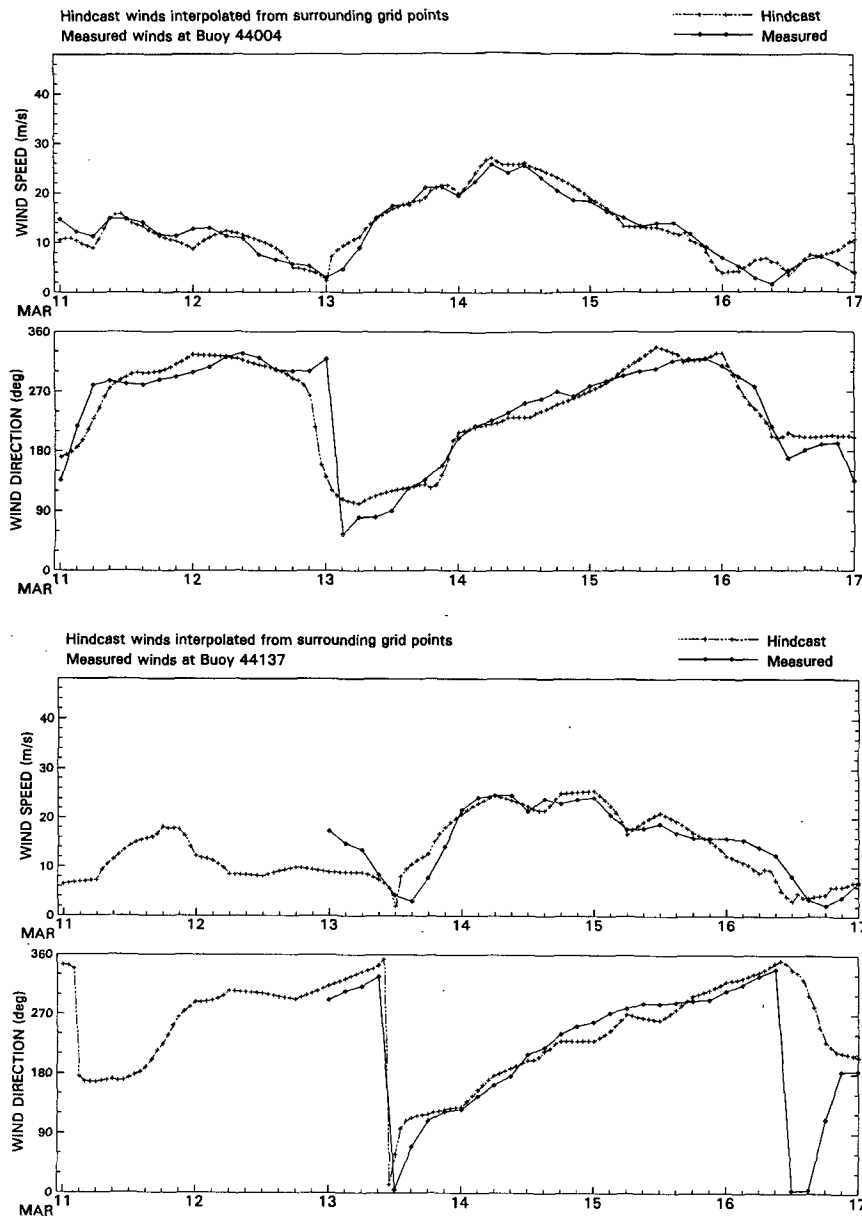 Hindcast winds interpolated from surrounding grid points
Hindcast
Measured winds at Buoy 44004
Measured
WIND SPEED (m/s)
40
30
20
10
0
11 12 13 14 15 16 17
MAR
WIND DIRECTION (deg)
360
270
180
90
0
11 12 13 14 15 16 17
MAR
Hindcast winds interpolated from surrounding grid points
Hindcast
Measured winds at Buoy 44137
Measured
WIND SPEED (m/s)
40
30
20
10
0
11 12 13 14 15 16 17
MAR
WIND DIRECTION (deg)
360
270
180
90
0
11 12 13 14 15 16 17
MAR